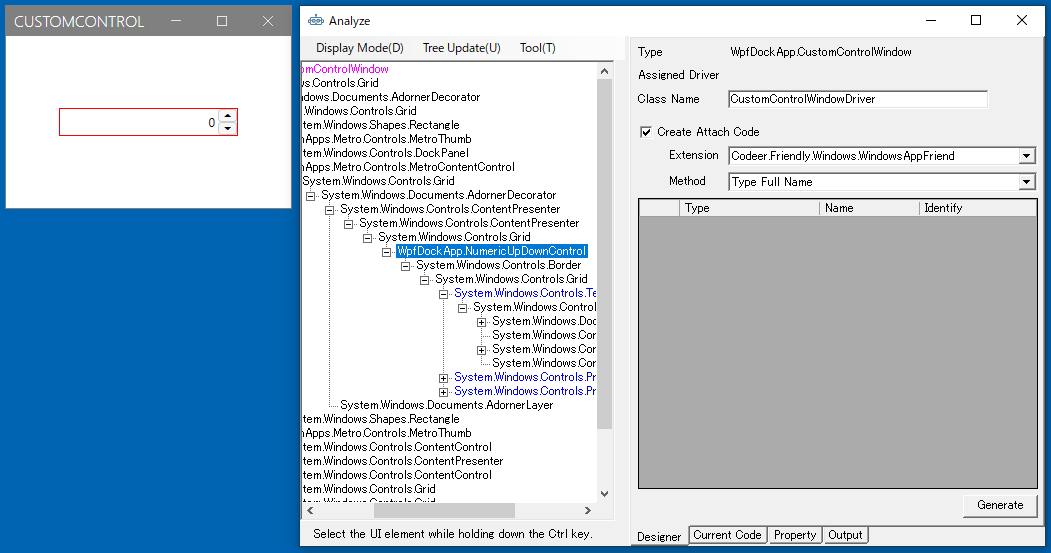 CUSTOMCONTROL
0
Analyze
Display Mode(D) Tree Update(U) Tool(T)
omControlWindow
ws.Controls.Grid
ndows.Documents.AdornerDecorator
.Windows.Controls.Grid
tem.Windows.Shapes.Rectangle
nApps.Metro.Controls.MetroThumb
tem.Windows.Controls.DockPanel
nApps.Metro.Controls.MetroContentControl
System.Windows.Controls.Grid
System.Windows.Documents.AdornerDecorator
System.Windows.Controls.ContentPresenter
System.Windows.Controls.ContentPresenter
System.Windows.Controls.Grid
WpfDockApp.NumericUpDownControl
System.Windows.Controls.Border
System.Windows.Controls.Grid
System.Windows.Controls.Te
System.Windows.Control
System.Windows.Doc
System.Windows.Cor
System.Windows.Cor
System.Windows.Cor
System.Windows.Controls.Pr
System.Windows.Controls.Pr
System.Windows.Documents.AdornerLayer
tem.Windows.Shapes.Rectangle
nApps.Metro.Controls.MetroThumb
tem.Windows.Controls.ContentControl
tem.Windows.Controls.ContentPresenter
tem.Windows.Controls.ContentControl
tem.Windows.Controls.Grid
tem.Windows.Controls.Grid
Select the UI element while holding down the Ctrl key.
Type WpfDockApp.CustomControlWindow
Assigned Driver
Class Name CustomControlWindowDriver
Create Attach Code
Extension Codeer.Friendly.Windows.WindowsAppFriend
Method Type Full Name
Type Name Identify
Generate
Designer Current Code Property Output